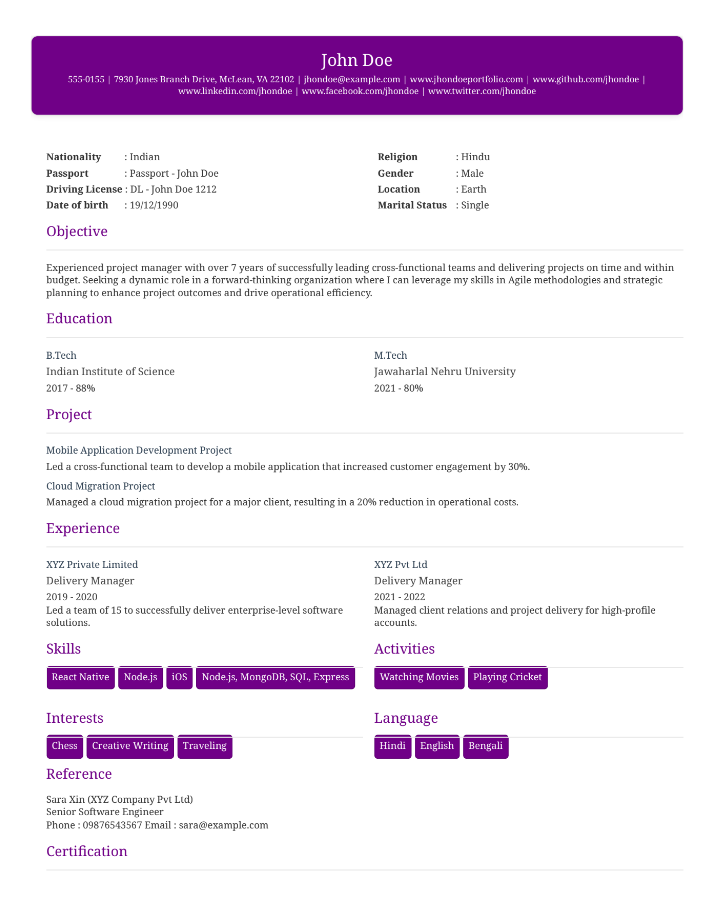 John Doe
555-0155 | 7930 Jones Branch Drive, McLean, VA 22102 | jhondoe@example.com | www.jhondoeportfolio.com | www.github.com/jhondoe |
www.linkedin.com/jhondoe | www.facebook.com/jhondoe | www.twitter.com/jhondoe
Nationality : Indian
Passport : Passport - John Doe
Driving License : DL - John Doe 1212
Date of birth : 19/12/1990
Religion : Hindu
Gender : Male
Location : Earth
Marital Status : Single
Objective
Experienced project manager with over 7 years of successfully leading cross-functional teams and delivering projects on time and within
budget. Seeking a dynamic role in a forward-thinking organization where I can leverage my skills in Agile methodologies and strategic
planning to enhance project outcomes and drive operational efficiency.
Education
B.Tech
Indian Institute of Science
2017 - 88%
M.Tech
Jawaharlal Nehru University
2021 - 80%
Project
Mobile Application Development Project
Led a cross-functional team to develop a mobile application that increased customer engagement by 30%.
Cloud Migration Project
Managed a cloud migration project for a major client, resulting in a 20% reduction in operational costs.
Experience
XYZ Private Limited
Delivery Manager
2019 - 2020
Led a team of 15 to successfully deliver enterprise-level software
solutions.
XYZ Pvt Ltd
Delivery Manager
2021 - 2022
Managed client relations and project delivery for high-profile
accounts.
Skills
React Native Node.js iOS Node.js, MongoDB, SQL, Express
Activities
Watching Movies Playing Cricket
Interests
Chess Creative Writing Traveling
Language
Hindi English Bengali
Reference
Sara Xin (XYZ Company Pvt Ltd)
Senior Software Engineer
Phone : 09876543567 Email : sara@example.com
Certification